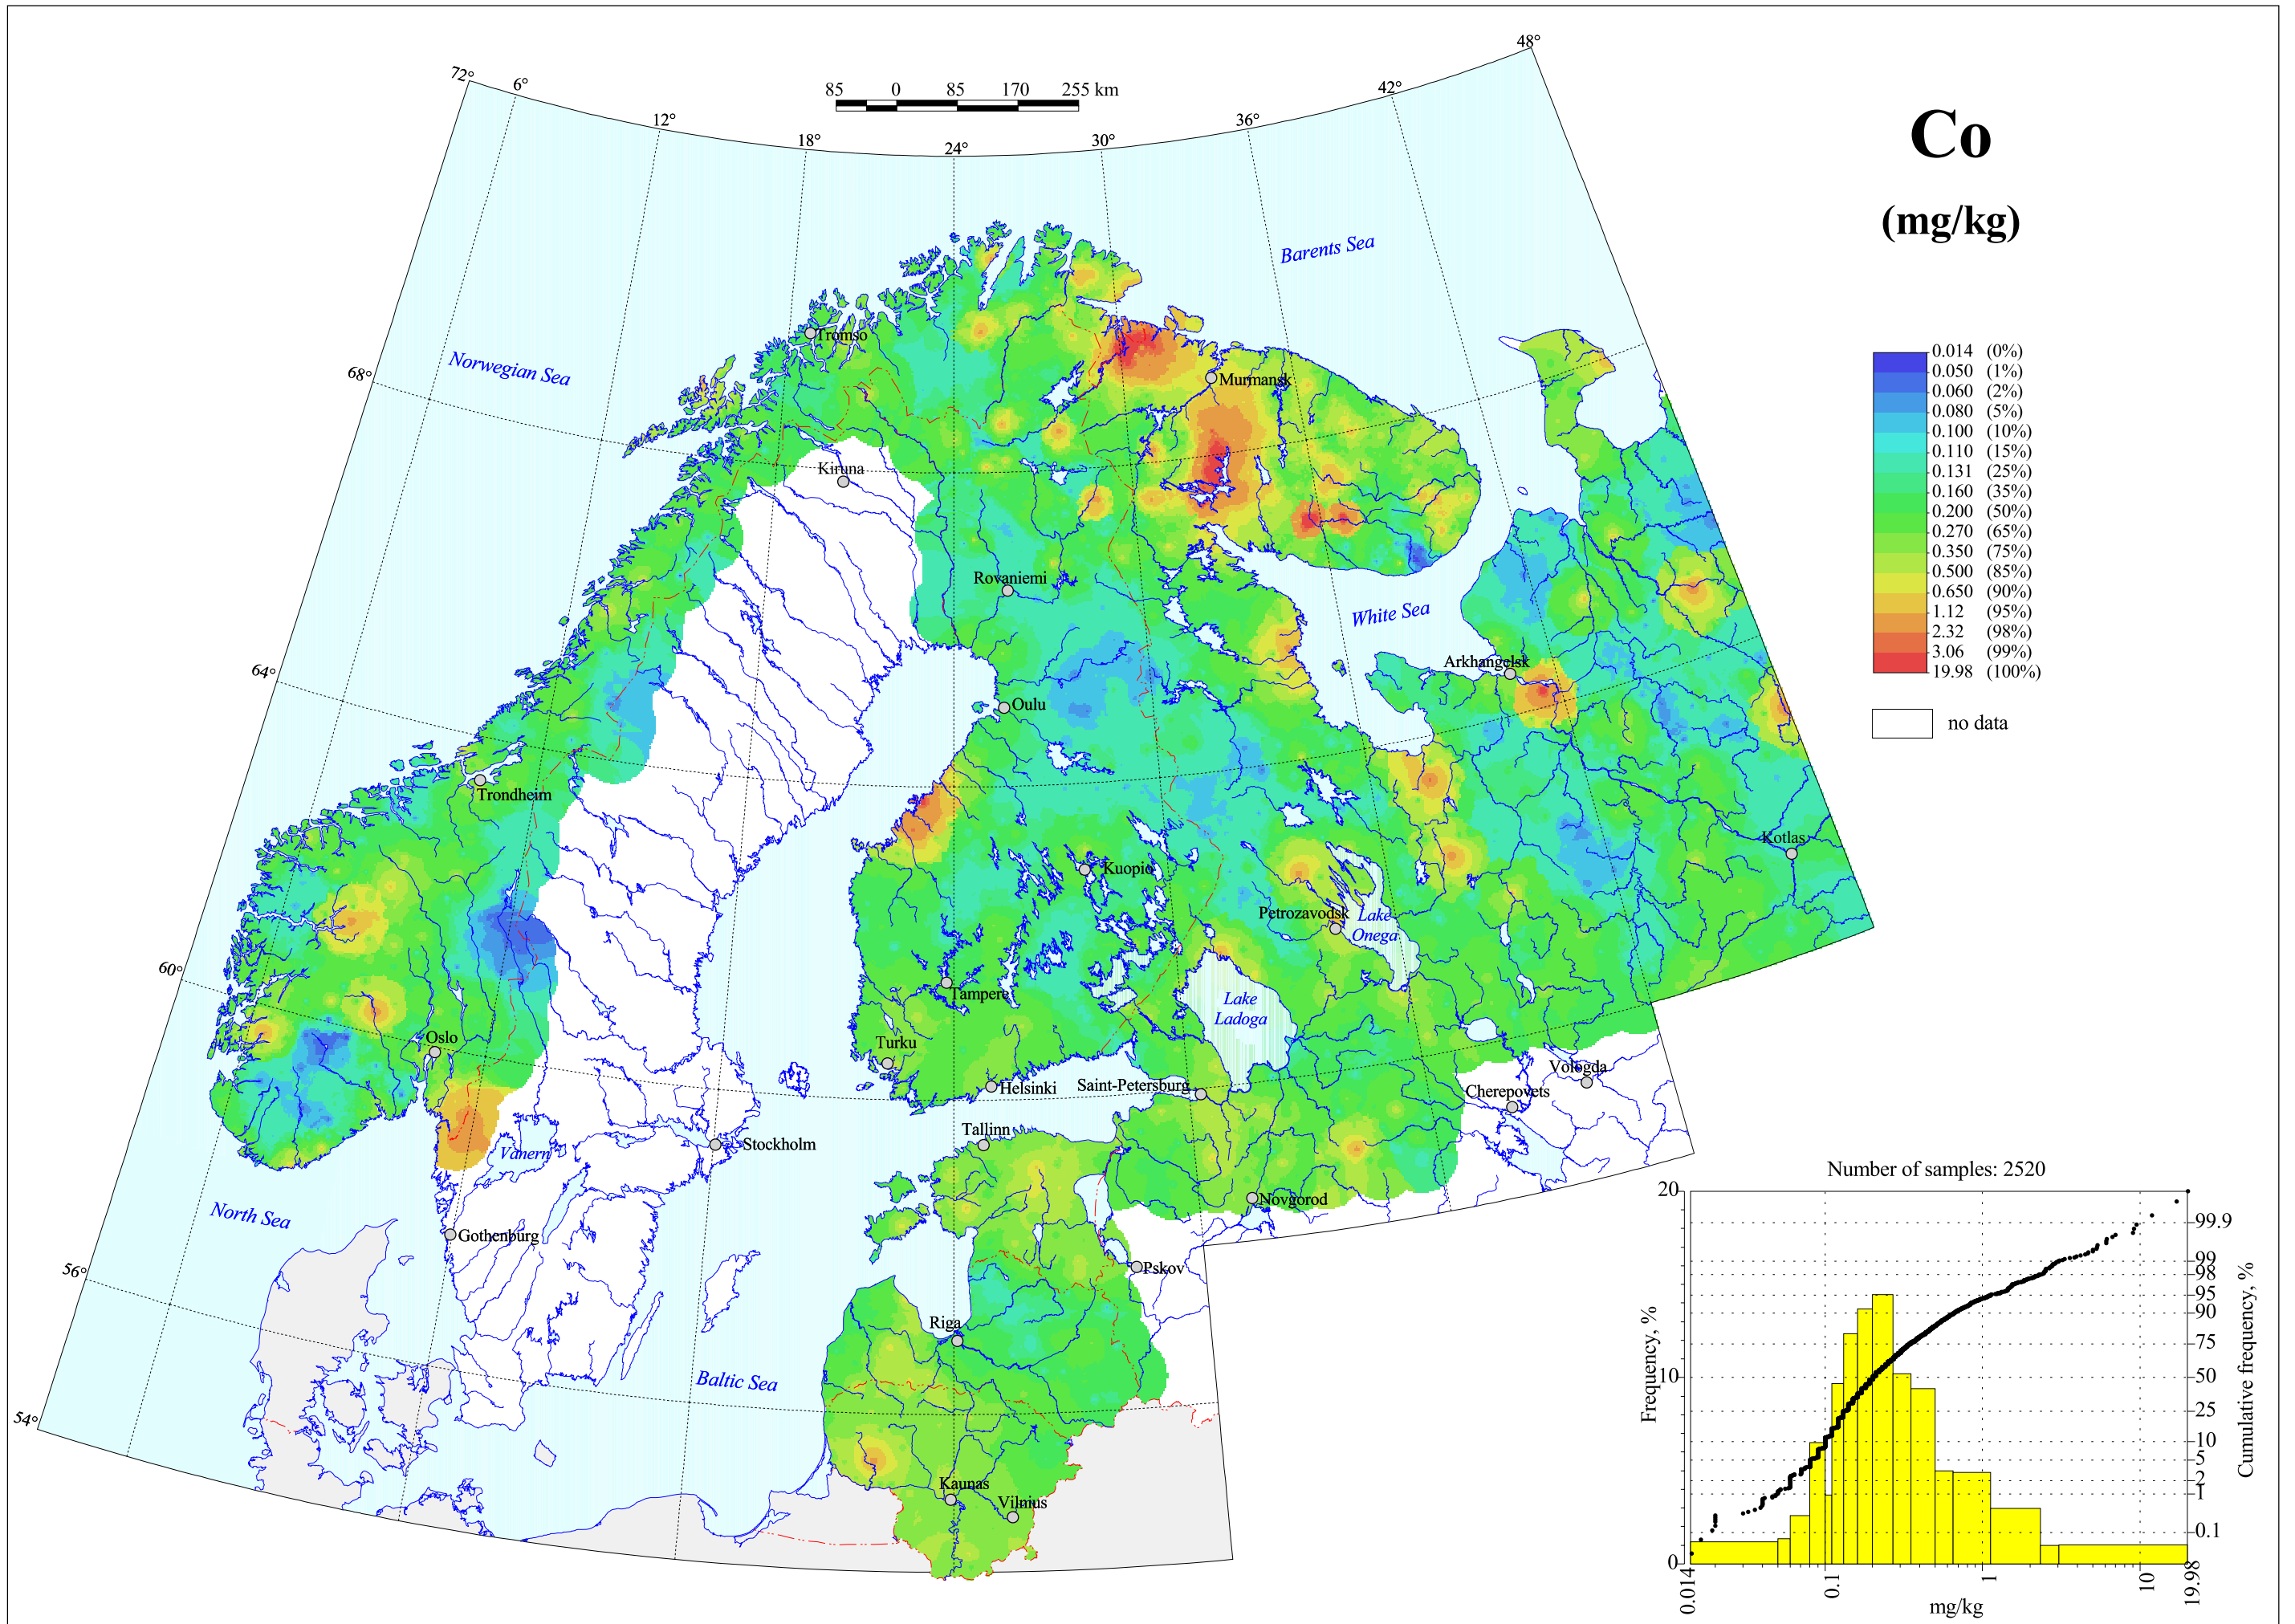 48°
72°
6°
42°
85 0 85 170 255 km
12°
36°
18°
30°
24°
Co
(mg/kg)
Barents Sea
Norwegian Sea
Tromso
68°
Murmansk
Kiruna
0.014 (0%)
0.050 (1%)
0.060 (2%)
0.080 (5%)
0.100 (10%)
0.110 (15%)
0.131 (25%)
0.160 (35%)
0.200 (50%)
0.270 (65%)
0.350 (75%)
0.500 (85%)
0.650 (90%)
1.12 (95%)
2.32 (98%)
3.06 (99%)
19.98 (100%)
no data
Rovaniemi
White Sea
Arkhangelsk
64°
Oulu
Trondheim
Kotlas
Kuopio
Petrozavodsk
Lake
Onega
60°
Tampere
Lake
Ladoga
Oslo
Turku
Helsinki
Saint-Petersburg
Vologda
Cherepovets
Tallinn
Stockholm
Vanern
Novgorod
North Sea
Gothenburg
Pskov
56°
Riga
Baltic Sea
54°
Kaunas
Vilnius
Number of samples: 2520
20
10
0
Frequency, %
99.9
99
98
95
90
75
50
25
10
5
2
1
0.1
Cumulative frequency, %
0.014
0.1
1
10
19.98
mg/kg